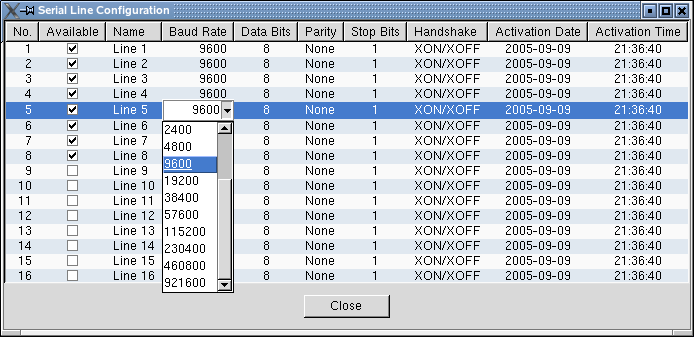 Serial Line Configuration
No. Available Name Baud Rate Data Bits Parity Stop Bits Handshake Activation Date Activation Time
1 Line 1 9600 8 None 1 XON/XOFF 2005-09-09 21:36:40
2 Line 2 9600 8 None 1 XON/XOFF 2005-09-09 21:36:40
3 Line 3 9600 8 None 1 XON/XOFF 2005-09-09 21:36:40
4 Line 4 9600 8 None 1 XON/XOFF 2005-09-09 21:36:40
5 Line 5 9600 8 None 1 XON/XOFF 2005-09-09 21:36:40
6 Line 6 2400 8 None 1 XON/XOFF 2005-09-09 21:36:40
7 Line 7 4800 8 None 1 XON/XOFF 2005-09-09 21:36:40
8 Line 8 9600 8 None 1 XON/XOFF 2005-09-09 21:36:40
9 Line 9 19200 8 None 1 XON/XOFF 2005-09-09 21:36:40
10 Line 10 38400 8 None 1 XON/XOFF 2005-09-09 21:36:40
11 Line 11 57600 8 None 1 XON/XOFF 2005-09-09 21:36:40
12 Line 12 8 None 1 XON/XOFF 2005-09-09 21:36:40
13 Line 13 115200 8 None 1 XON/XOFF 2005-09-09 21:36:40
14 Line 14 230400 8 None 1 XON/XOFF 2005-09-09 21:36:40
15 Line 15 460800 8 None 1 XON/XOFF 2005-09-09 21:36:40
16 Line 16 921600 8 None 1 XON/XOFF 2005-09-09 21:36:40
Close